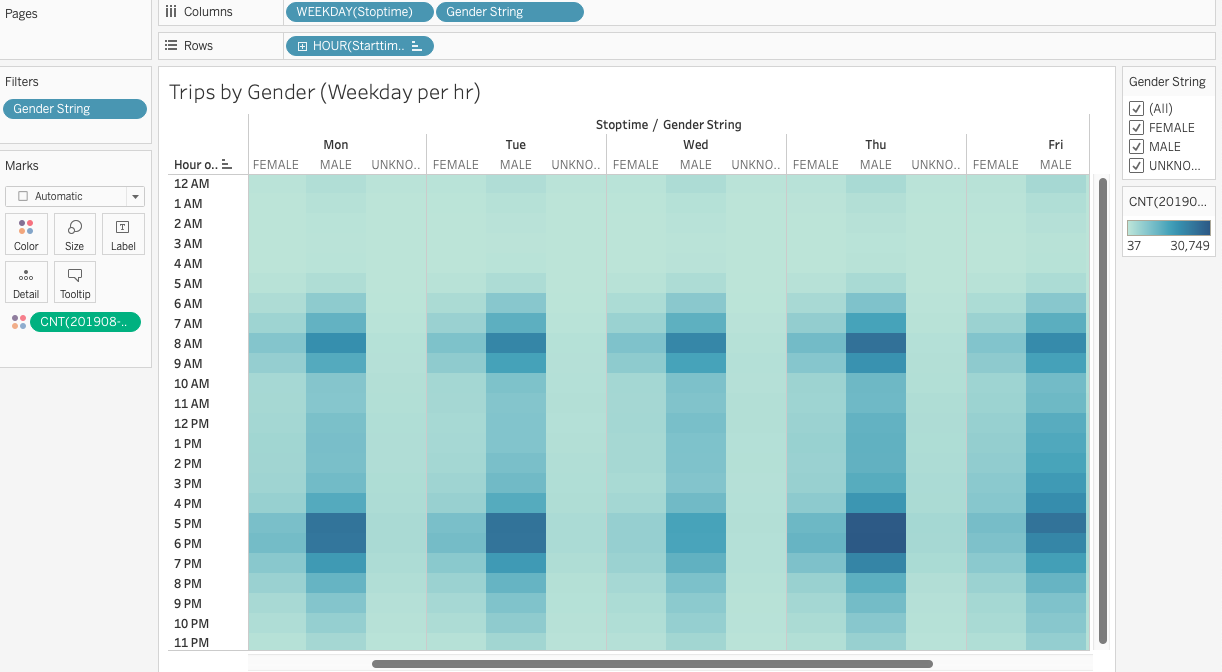 Pages
Columns WEEKDAY(Stoptime) Gender String
Rows HOUR(Starttim..
Filters
Gender String
Marks
Automatic
Color Size Label
Detail Tooltip
CNT(201908-..
Trips by Gender (Weekday per hr)
Stoptime / Gender String
Mon Tue Wed Thu Fri
Hour o.. FEMALE MALE UNKNO.. FEMALE MALE UNKNO.. FEMALE MALE UNKNO.. FEMALE MALE UNKNO.. FEMALE MALE
12 AM
1 AM
2 AM
3 AM
4 AM
5 AM
6 AM
7 AM
8 AM
9 AM
10 AM
11 AM
12 PM
1 PM
2 PM
3 PM
4 PM
5 PM
6 PM
7 PM
8 PM
9 PM
10 PM
11 PM
Gender String
(All)
FEMALE
MALE
UNKNO...
CNT(20190...
37 30,749